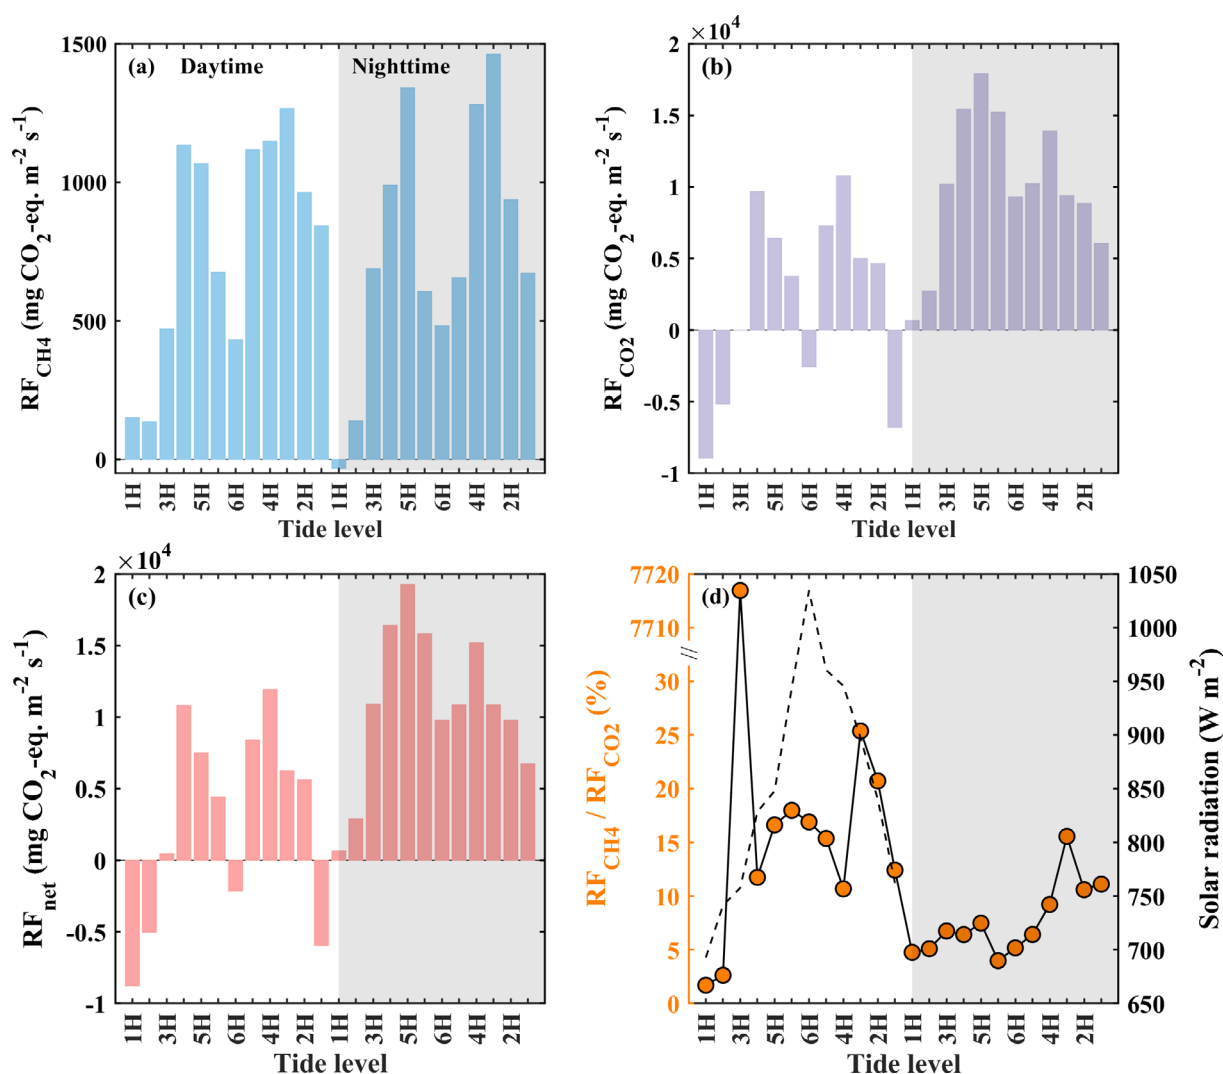 (a) Daytime Nighttime
1500
1000
500
0
RF_CH4 (mg CO2-eq. m-2 s-1)
1H 3H 5H 6H 4H 2H 1H 3H 5H 6H 4H 2H
Tide level
×10^4
(b)
2
1.5
1
0.5
0
-0.5
-1
RF_CO2 (mg CO2-eq. m-2 s-1)
1H 3H 5H 6H 4H 2H 1H 3H 5H 6H 4H 2H
Tide level
×10^4
(c)
2
1.5
1
0.5
0
-0.5
-1
RF_net (mg CO2-eq. m-2 s-1)
1H 3H 5H 6H 4H 2H 1H 3H 5H 6H 4H 2H
Tide level
(d)
7720
7710
30
25
20
15
10
5
0
RF_CH4 / RF_CO2 (%)
1050
1000
950
900
850
800
750
700
650
Solar radiation (W m-2)
1H 3H 5H 6H 4H 2H 1H 3H 5H 6H 4H 2H
Tide level